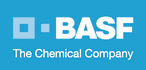 BASF
The Chemical Company